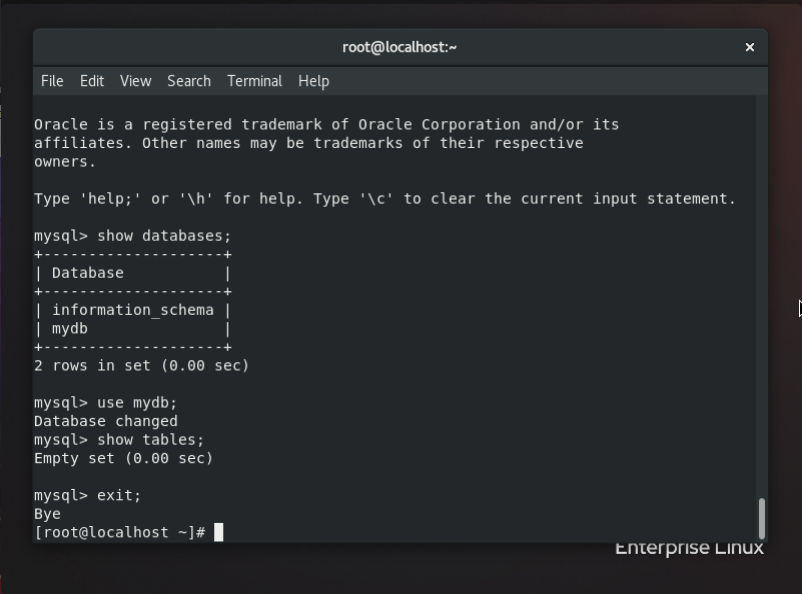 root@localhost:~ ×
File Edit View Search Terminal Help
Oracle is a registered trademark of Oracle Corporation and/or its
affiliates. Other names may be trademarks of their respective
owners.
Type 'help;' or '\h' for help. Type '\c' to clear the current input statement.
mysql> show databases;
+--------------------+
| Database           |
+--------------------+
| information_schema |
| mydb               |
+--------------------+
2 rows in set (0.00 sec)
mysql> use mydb;
Database changed
mysql> show tables;
Empty set (0.00 sec)
mysql> exit;
Bye
[root@localhost ~]#
Enterprise Linux